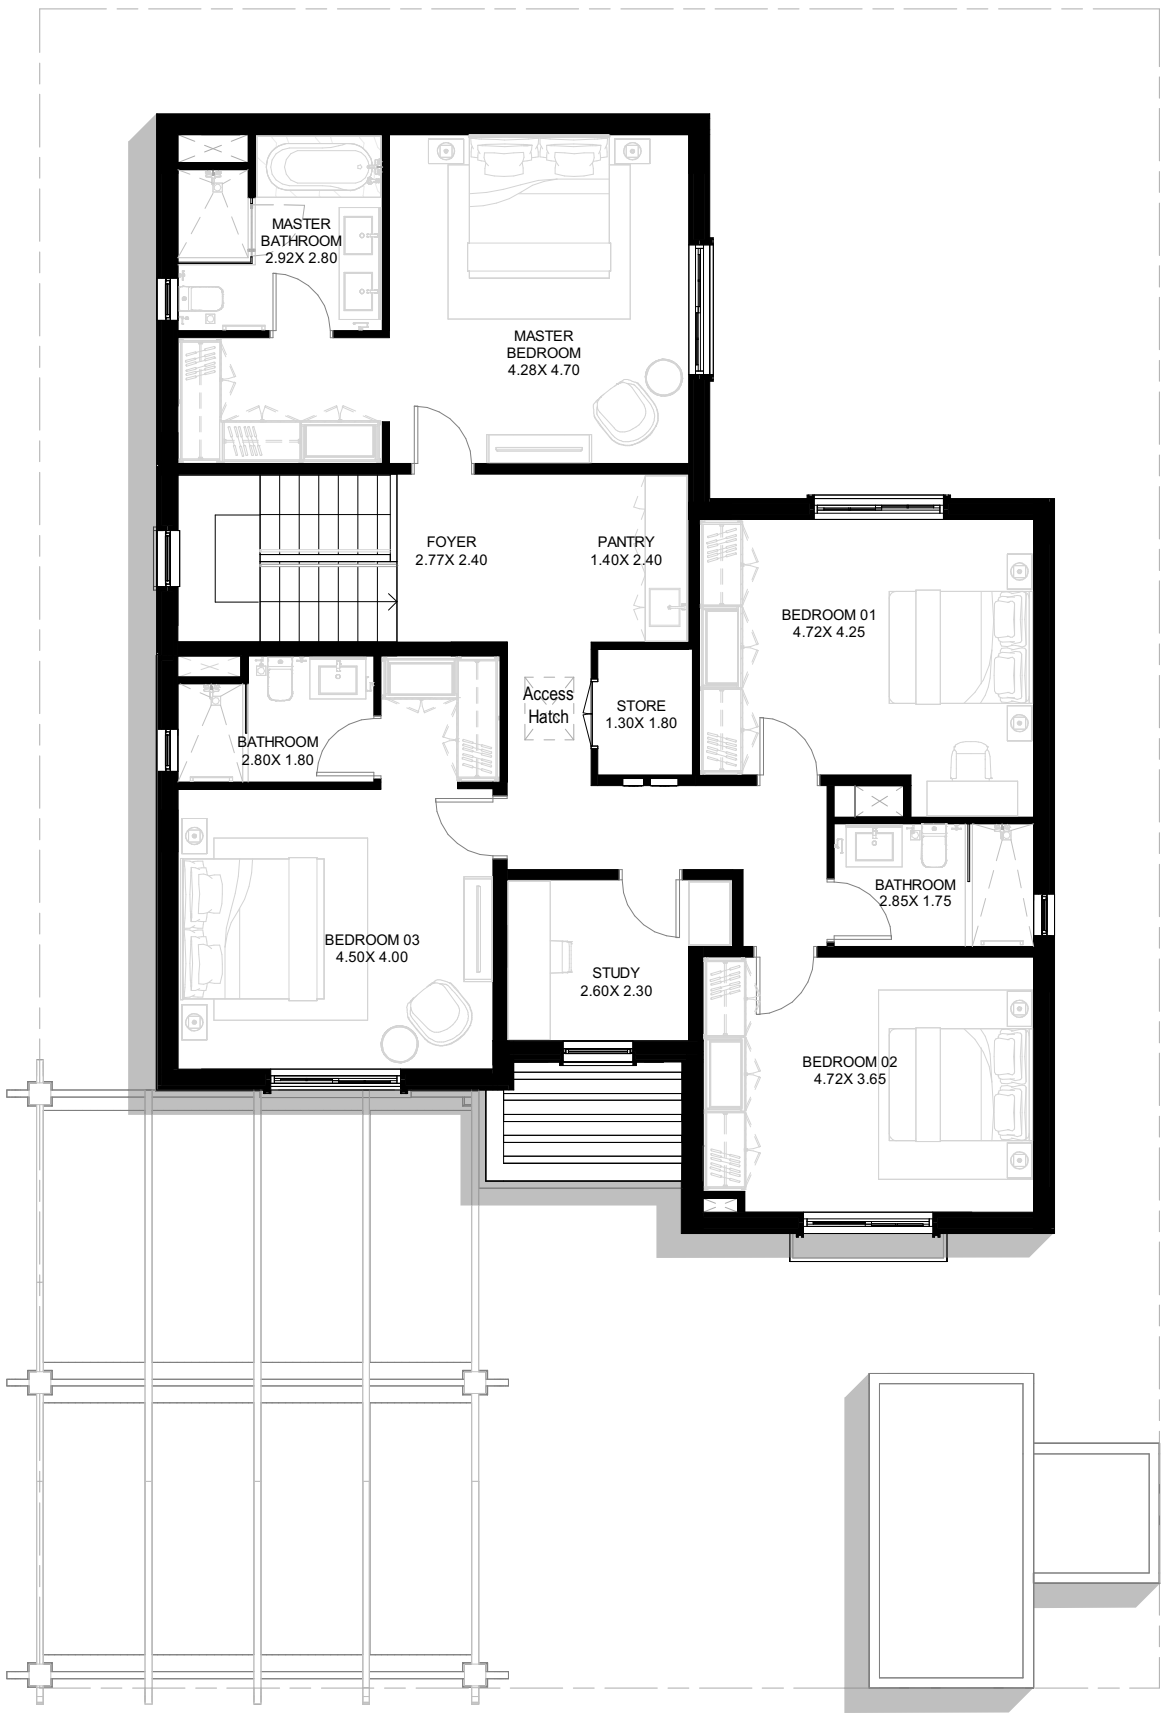 MASTER
BATHROOM
2.92X 2.80
MASTER
BEDROOM
4.28X 4.70
FOYER
2.77X 2.40
PANTRY
1.40X 2.40
BEDROOM 01
4.72X 4.25
Access
Hatch
STORE
1.30X 1.80
BATHROOM
2.80X 1.80
BATHROOM
2.85X 1.75
BEDROOM 03
4.50X 4.00
STUDY
2.60X 2.30
BEDROOM 02
4.72X 3.65